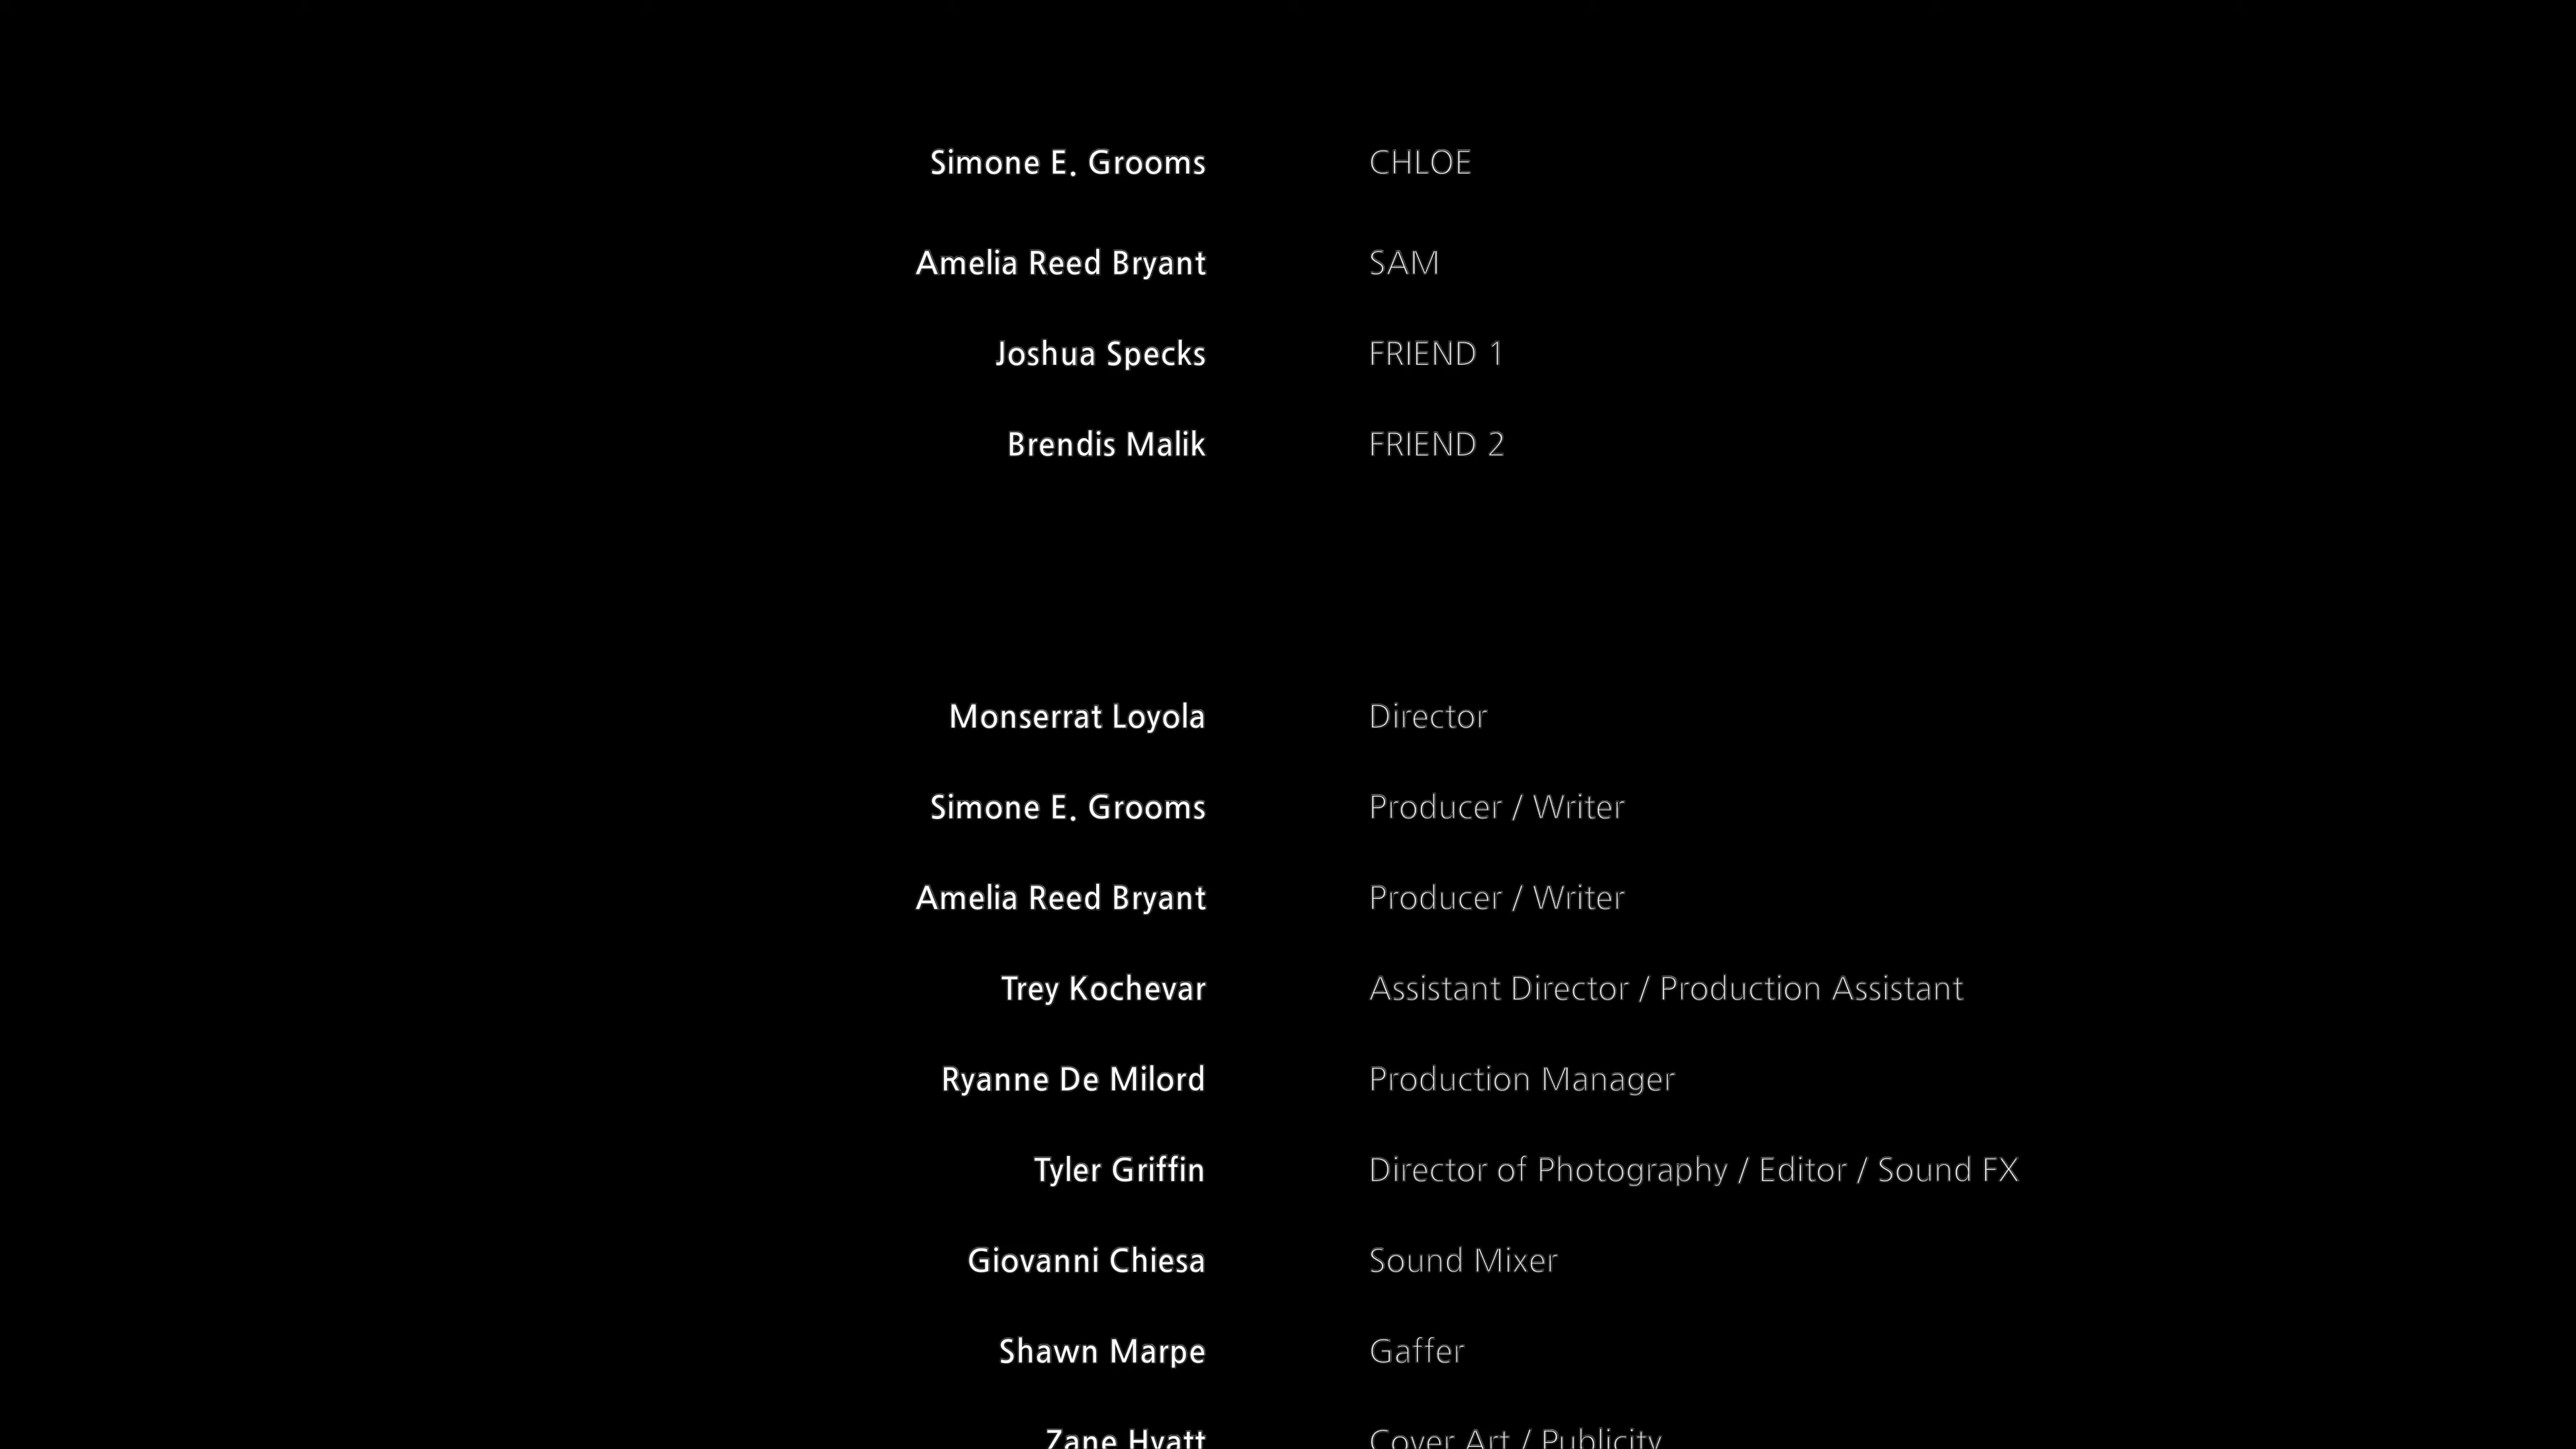 Simone E. Grooms CHLOE
Amelia Reed Bryant SAM
Joshua Specks FRIEND 1
Brendis Malik FRIEND 2
Monserrat Loyola Director
Simone E. Grooms Producer / Writer
Amelia Reed Bryant Producer / Writer
Trey Kochevar Assistant Director / Production Assistant
Ryanne De Milord Production Manager
Tyler Griffin Director of Photography / Editor / Sound FX
Giovanni Chiesa Sound Mixer
Shawn Marpe Gaffer
Zane Hyatt Cover Art / Publicity